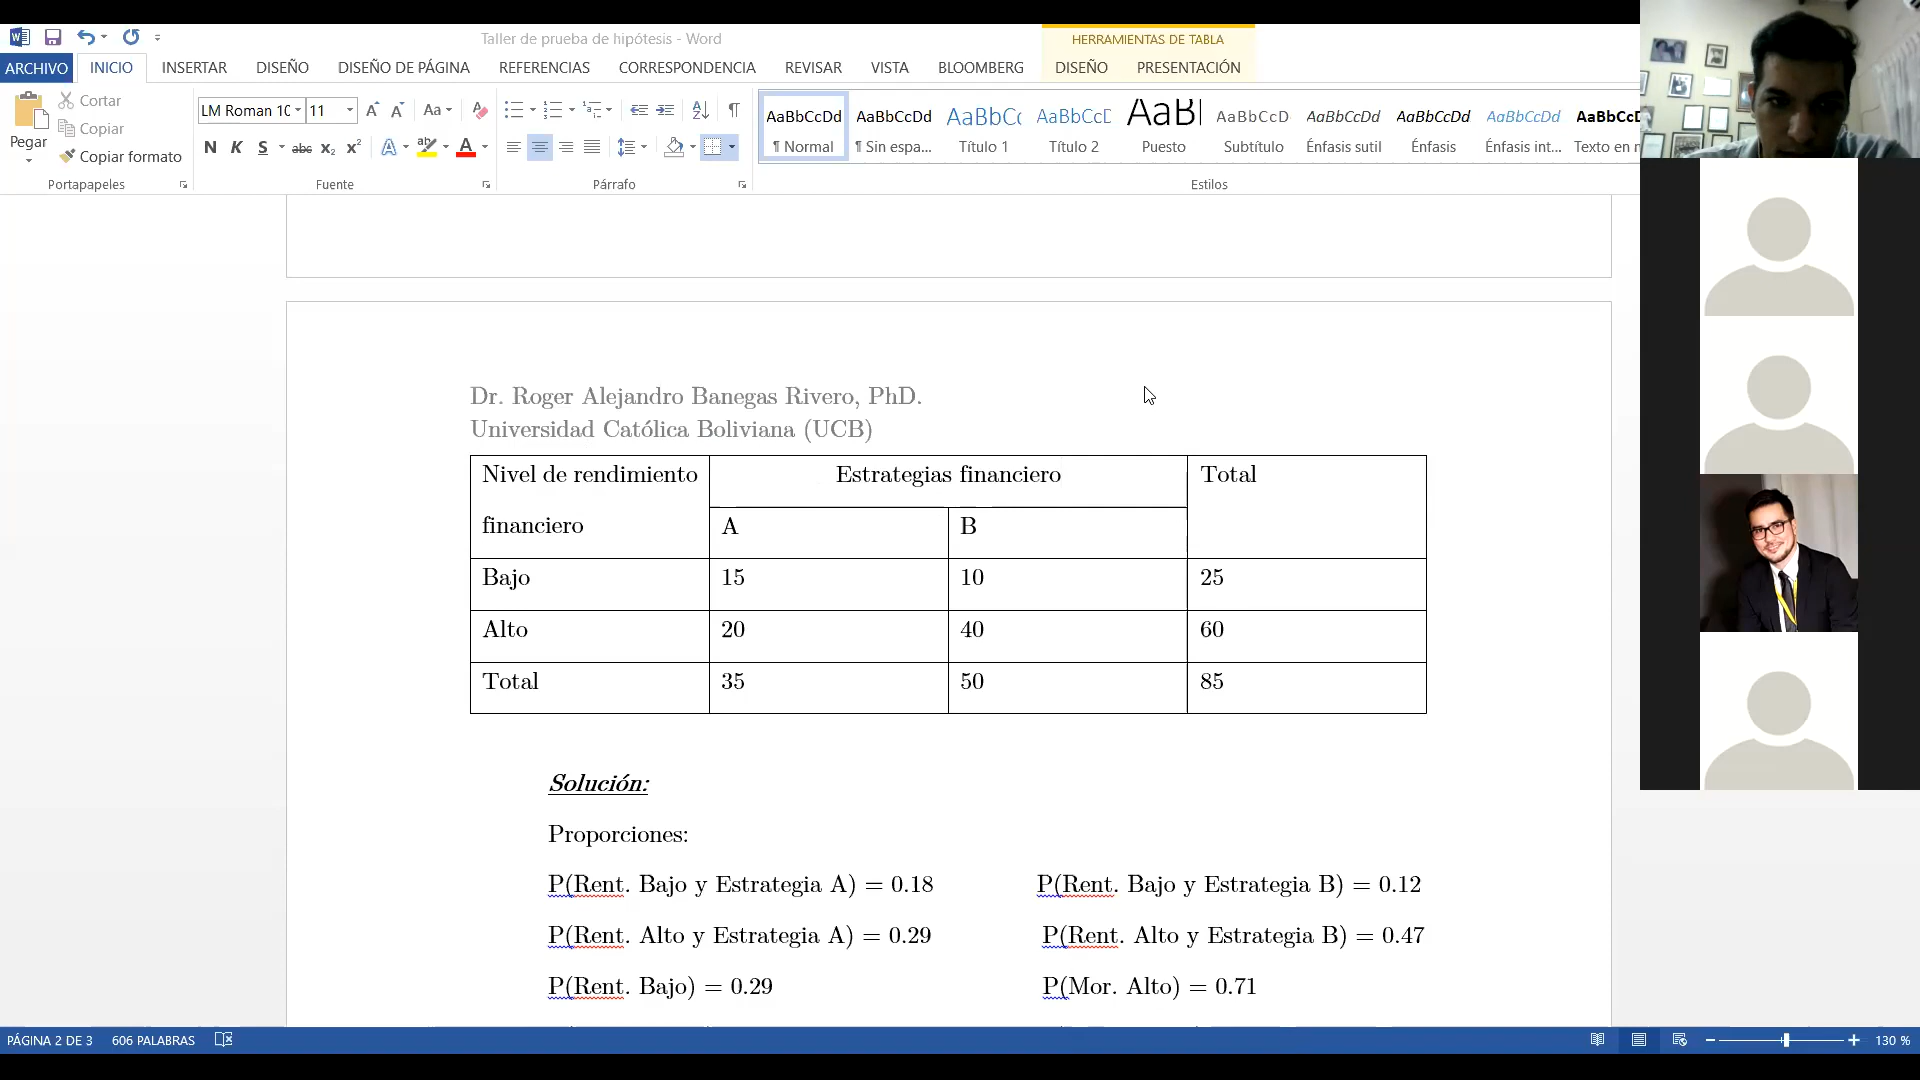 Taller de prueba de hipótesis - Word
HERRAMIENTAS DE TABLA
ARCHIVO INICIO INSERTAR DISEÑO DISEÑO DE PÁGINA REFERENCIAS CORRESPONDENCIA REVISAR VISTA BLOOMBERG DISEÑO PRESENTACIÓN
Pegar
Cortar
Copiar
Copiar formato
Portapapeles
LM Roman 10 11
Fuente
Párrafo
AaBbCcDd AaBbCcDd AaBbCc AaBbCcD AaB AaBbCcD AaBbCcDd AaBbCcDd AaBbCcDd AaBbCcD
¶ Normal ¶ Sin espa... Título 1 Título 2 Puesto Subtítulo Énfasis sutil Énfasis Énfasis int... Texto en n
Estilos
Dr. Roger Alejandro Banegas Rivero, PhD.
Universidad Católica Boliviana (UCB)
Nivel de rendimiento financiero Estrategias financiero Total
A B
Bajo 15 10 25
Alto 20 40 60
Total 35 50 85
Solución:
Proporciones:
P(Rent. Bajo y Estrategia A) = 0.18 P(Rent. Bajo y Estrategia B) = 0.12
P(Rent. Alto y Estrategia A) = 0.29 P(Rent. Alto y Estrategia B) = 0.47
P(Rent. Bajo) = 0.29 P(Mor. Alto) = 0.71
PÁGINA 2 DE 3 606 PALABRAS 130 %